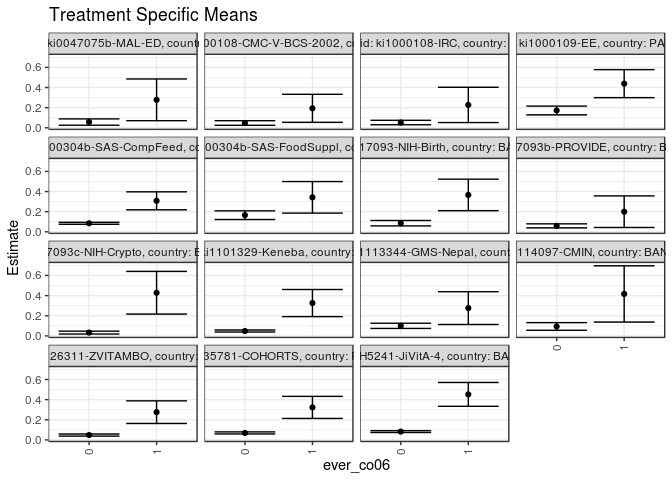 Treatment Specific Means
ki0047075b-MAL-ED, countr
00108-CMC-V-BCS-2002, c
id: ki1000108-IRC, country:
ki1000109-EE, country: PA
0.6
0.4
0.2
0.0
00304b-SAS-CompFeed, co
00304b-SAS-FoodSuppl, co
17093-NIH-Birth, country: BA
7093b-PROVIDE, country: B
0.6
0.4
0.2
0.0
Estimate
7093c-NIH-Crypto, country: B
ki1101329-Keneba, country:
1113344-GMS-Nepal, count
114097-CMIN, country: BAN
0.6
0.4
0.2
0.0
0
1
26311-ZVITAMBO, country:
35781-COHORTS, country:
H5241-JiVitA-4, country: BA
0.6
0.4
0.2
0.0
0
1
0
1
0
1
ever_co06